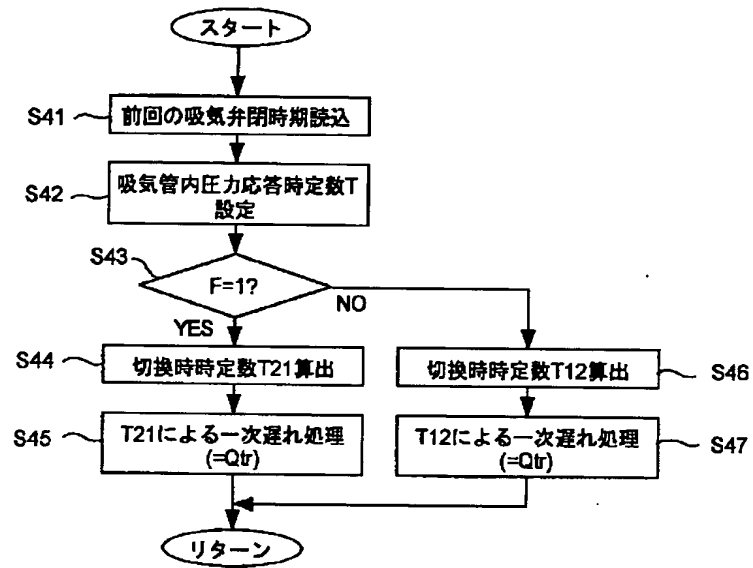 スタート
S41
前回の吸気弁閉時期読込
S42
吸気管内圧力応答時定数T
設定
S43
F=1?
NO
YES
S44
切換時時定数T21算出
切換時時定数T12算出
S46
S45
T21による一次遅れ処理
(=Qtr)
T12による一次遅れ処理
(=Qtr)
S47
リターン